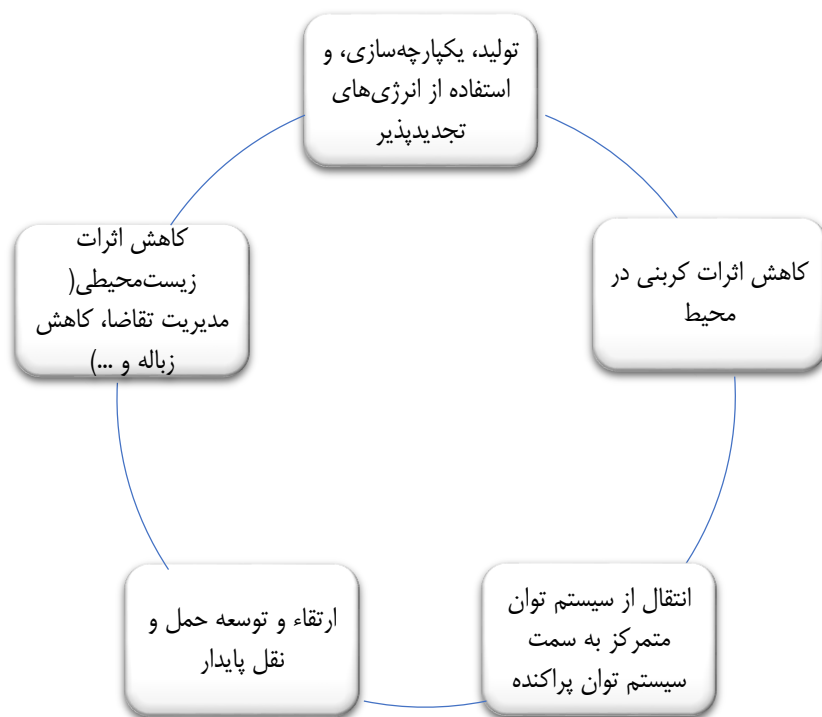 تولید، یکپارچه‌سازی، و
استفاده از انرژی‌های
تجدیدپذیر
کاهش اثرات کربنی در
محیط
انتقال از سیستم توان
متمرکز به سمت
سیستم توان پراکنده
ارتقاء و توسعه حمل و
نقل پایدار
کاهش اثرات
زیست‌محیطی(
مدیریت تقاضا، کاهش
زباله و ...)